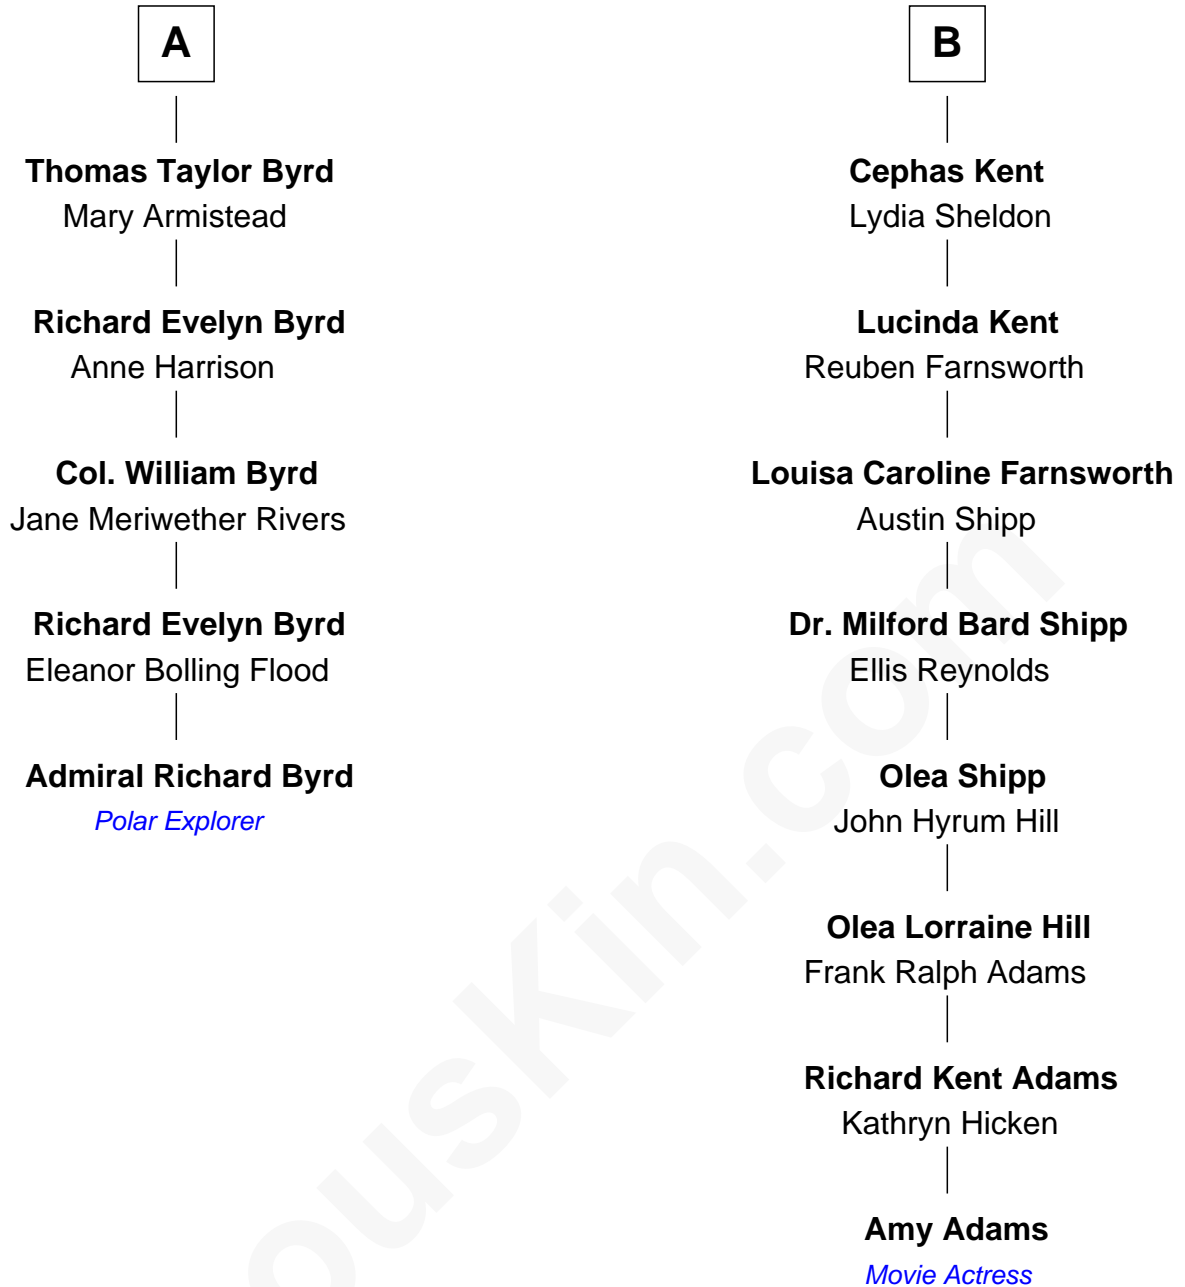 A
Thomas Taylor Byrd
Mary Armistead
Richard Evelyn Byrd
Anne Harrison
Col. William Byrd
Jane Meriwether Rivers
Richard Evelyn Byrd
Eleanor Bolling Flood
Admiral Richard Byrd
Polar Explorer
B
Cephas Kent
Lydia Sheldon
Lucinda Kent
Reuben Farnsworth
Louisa Caroline Farnsworth
Austin Shipp
Dr. Milford Bard Shipp
Ellis Reynolds
Olea Shipp
John Hyrum Hill
Olea Lorraine Hill
Frank Ralph Adams
Richard Kent Adams
Kathryn Hicken
Amy Adams
Movie Actress
ousKin.com